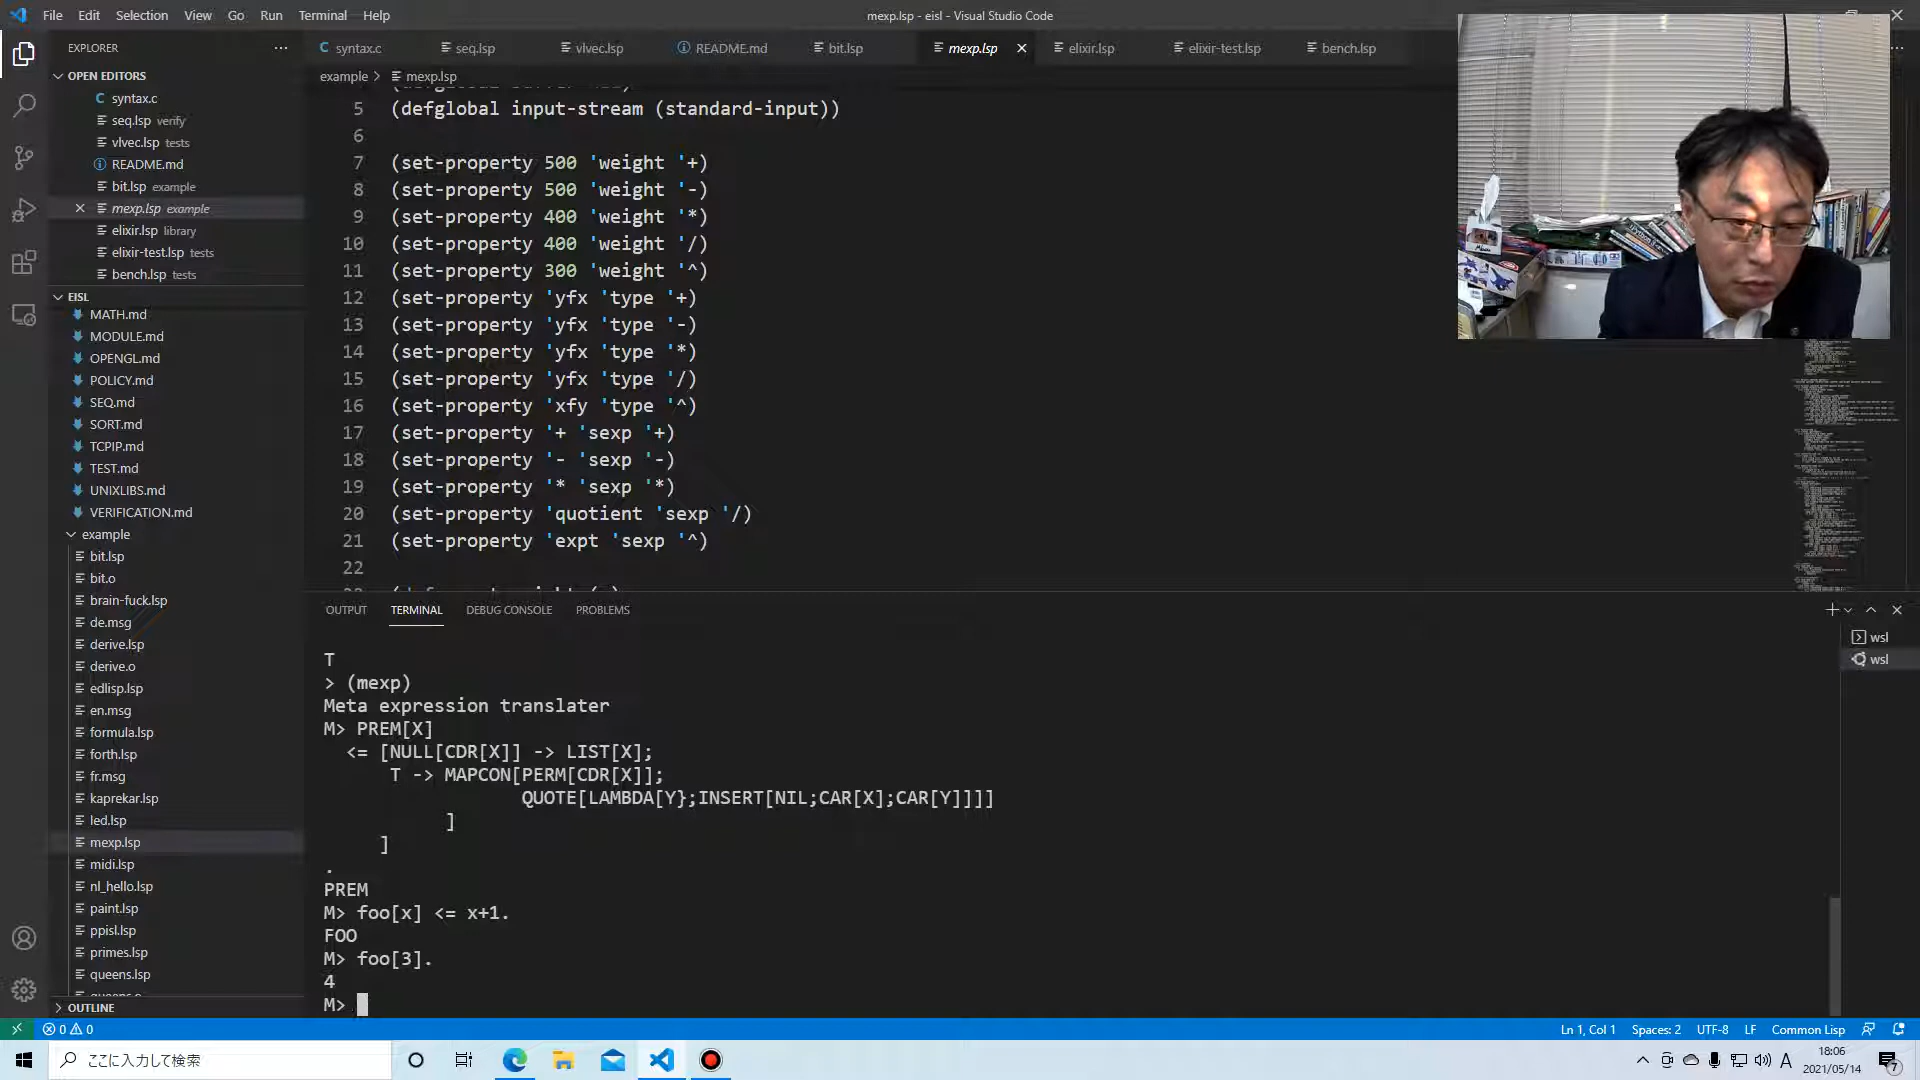 File Edit Selection View Go Run Terminal Help
mexp.lsp - eisl - Visual Studio Code
EXPLORER
OPEN EDITORS
syntax.c
seq.lsp verify
vlvec.lsp tests
README.md
bit.lsp example
mexp.lsp example
elixir.lsp library
elixir-test.lsp tests
bench.lsp tests
EISL
MATH.md
MODULE.md
OPENGL.md
POLICY.md
SEQ.md
SORT.md
TCPIP.md
TEST.md
UNIXLIBS.md
VERIFICATION.md
example
bit.lsp
bit.o
brain-fuck.lsp
de.msg
derive.lsp
derive.o
edlisp.lsp
en.msg
formula.lsp
forth.lsp
fr.msg
kaprekar.lsp
led.lsp
mexp.lsp
midi.lsp
nl_hello.lsp
paint.lsp
ppisl.lsp
primes.lsp
queens.lsp
OUTLINE
syntax.c seq.lsp vlvec.lsp README.md bit.lsp mexp.lsp elixir.lsp elixir-test.lsp bench.lsp
example > mexp.lsp
5 (defglobal input-stream (standard-input))
6
7 (set-property 500 'weight '+)
8 (set-property 500 'weight '-)
9 (set-property 400 'weight '*)
10 (set-property 400 'weight '/)
11 (set-property 300 'weight '^)
12 (set-property 'yfx 'type '+)
13 (set-property 'yfx 'type '-)
14 (set-property 'yfx 'type '*)
15 (set-property 'yfx 'type '/)
16 (set-property 'xfy 'type '^)
17 (set-property '+ 'sexp '+)
18 (set-property '- 'sexp '-)
19 (set-property '* 'sexp '*)
20 (set-property 'quotient 'sexp '/)
21 (set-property 'expt 'sexp '^)
22
OUTPUT TERMINAL DEBUG CONSOLE PROBLEMS
wsl
wsl
T
> (mexp)
Meta expression translater
M> PREM[X]
<= [NULL[CDR[X]] -> LIST[X];
T -> MAPCON[PERM[CDR[X]];
QUOTE[LAMBDA[Y};INSERT[NIL;CAR[X];CAR[Y]]]]
]
]
.
PREM
M> foo[x] <= x+1.
FOO
M> foo[3].
4
M>
0 0
Ln 1, Col 1 Spaces: 2 UTF-8 LF Common Lisp
ここに入力して検索
A
18:06
2021/05/14
7